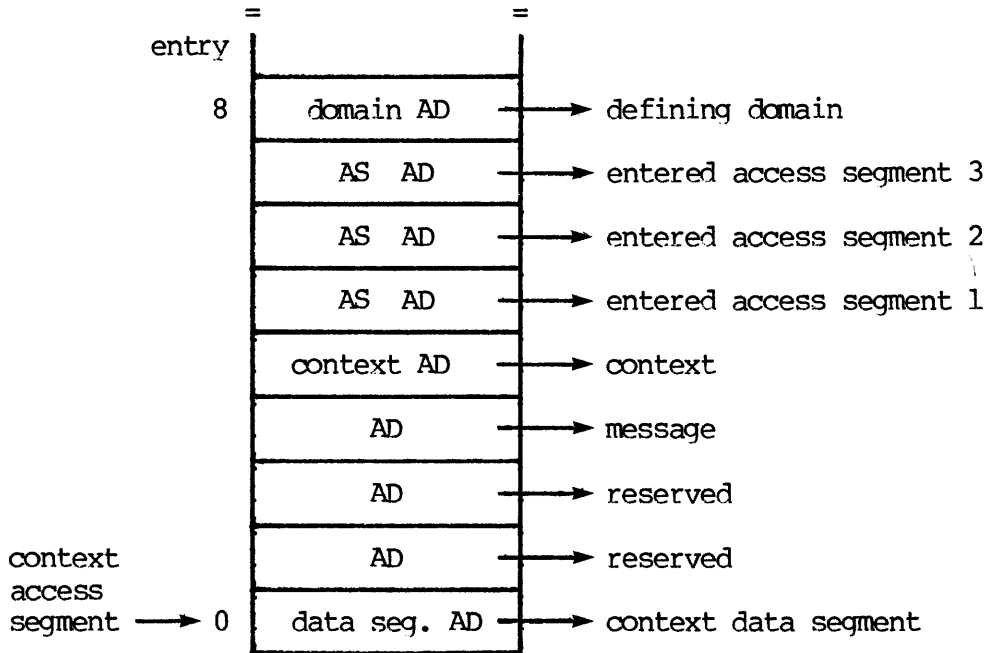 = =
entry
8 domain AD defining domain
AS AD entered access segment 3
AS AD entered access segment 2
AS AD entered access segment 1
context AD context
AD message
AD reserved
AD reserved
context
access
segment 0 data seg. AD context data segment